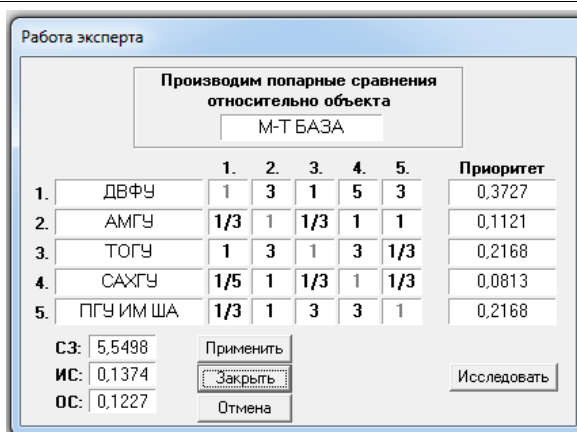 Работа эксперта
Производим попарные сравнения
относительно объекта
М-Т БАЗА
1. 2. 3. 4. 5. Приоритет
1. ДВФУ 1 3 1 5 3 0,3727
2. АМГУ 1/3 1 1/3 1 1 0,1121
3. ТОГУ 1 3 1 3 1/3 0,2168
4. САХГУ 1/5 1 1/3 1 1/3 0,0813
5. ПГУ ИМ ША 1/3 1 3 3 1 0,2168
СЗ: 5,5498 Применить
ИС: 0,1374 Закрыть Исследовать
ОС: 0,1227 Отмена